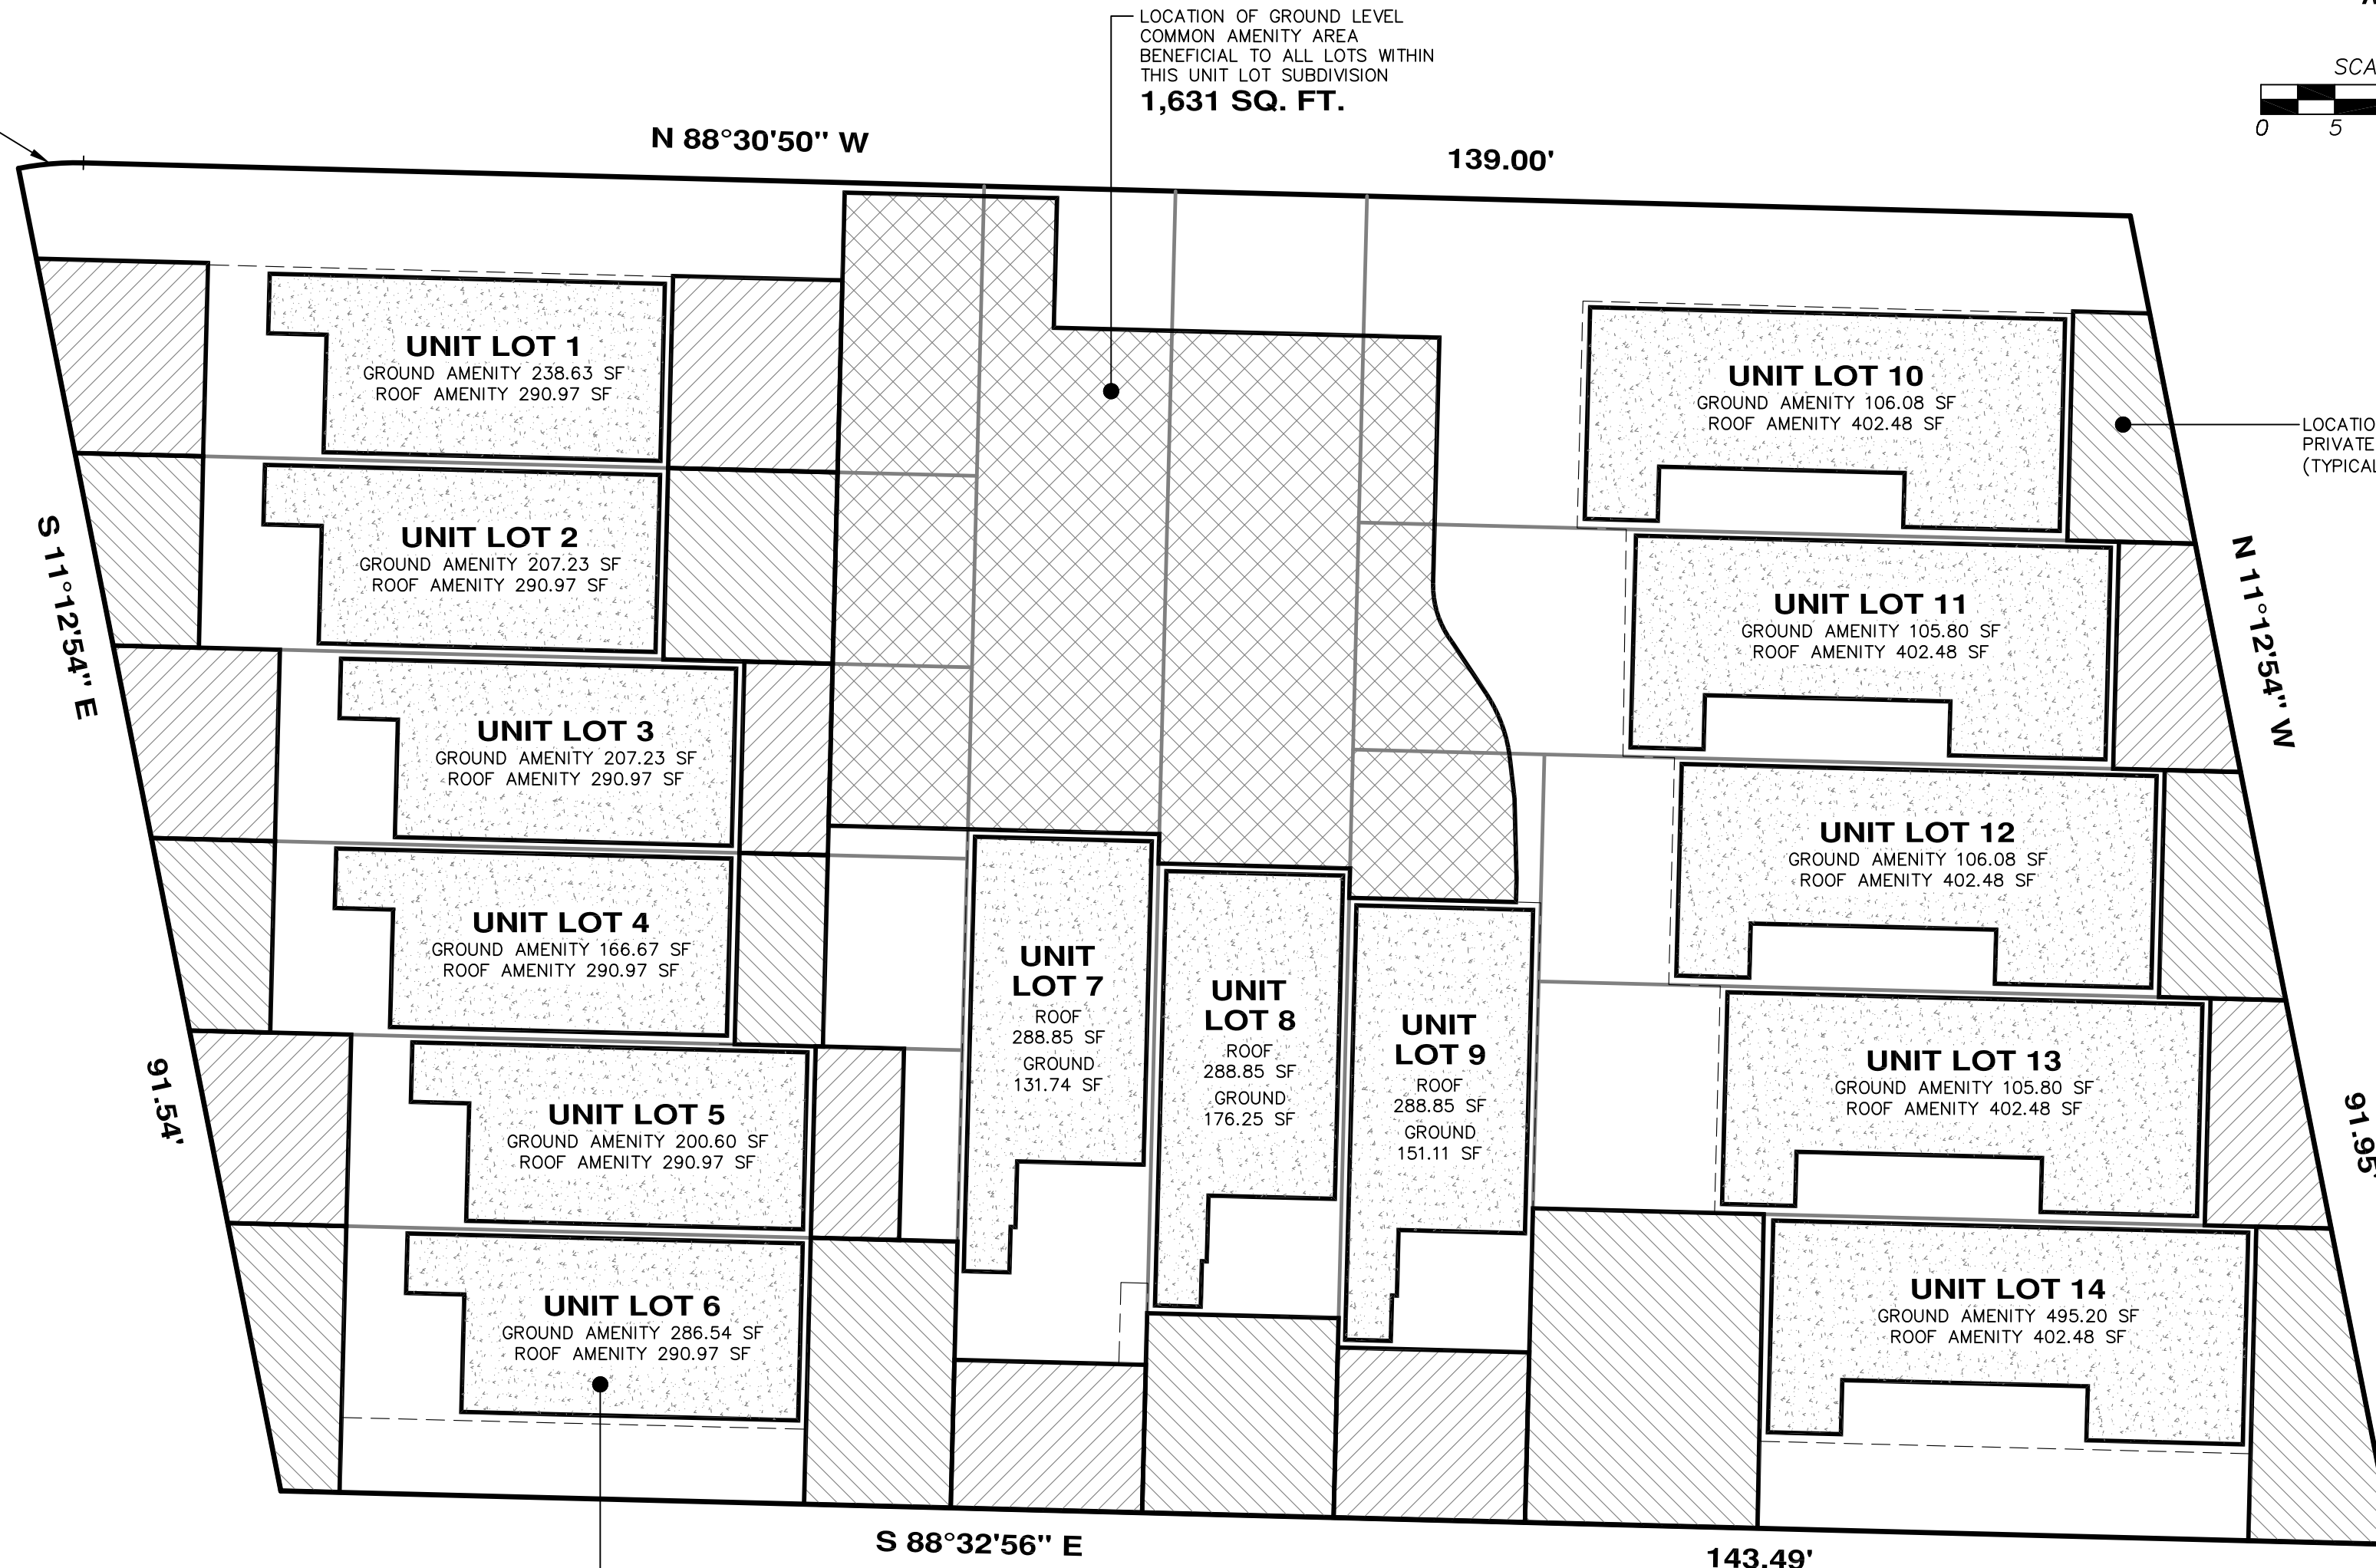 LOCATION OF GROUND LEVEL
COMMON AMENITY AREA
BENEFICIAL TO ALL LOTS WITHIN
THIS UNIT LOT SUBDIVISION
1,631 SQ. FT.
0 5
N 88°30'50" W
139.00'
UNIT LOT 1
GROUND AMENITY 238.63 SF
ROOF AMENITY 290.97 SF
UNIT LOT 2
GROUND AMENITY 207.23 SF
ROOF AMENITY 290.97 SF
UNIT LOT 3
GROUND AMENITY 207.23 SF
ROOF AMENITY 290.97 SF
UNIT LOT 4
GROUND AMENITY 166.67 SF
ROOF AMENITY 290.97 SF
UNIT LOT 5
GROUND AMENITY 200.60 SF
ROOF AMENITY 290.97 SF
UNIT LOT 6
GROUND AMENITY 286.54 SF
ROOF AMENITY 290.97 SF
S 11°12'54" E
91.54'
UNIT
LOT 7
ROOF
288.85 SF
GROUND
131.74 SF
UNIT
LOT 8
ROOF
288.85 SF
GROUND
176.25 SF
UNIT
LOT 9
ROOF
288.85 SF
GROUND
151.11 SF
UNIT LOT 10
GROUND AMENITY 106.08 SF
ROOF AMENITY 402.48 SF
UNIT LOT 11
GROUND AMENITY 105.80 SF
ROOF AMENITY 402.48 SF
UNIT LOT 12
GROUND AMENITY 106.08 SF
ROOF AMENITY 402.48 SF
UNIT LOT 13
GROUND AMENITY 105.80 SF
ROOF AMENITY 402.48 SF
UNIT LOT 14
GROUND AMENITY 495.20 SF
ROOF AMENITY 402.48 SF
PRIVATE
N 11°12'54" W
91.95'
S 88°32'56" E
143.49'